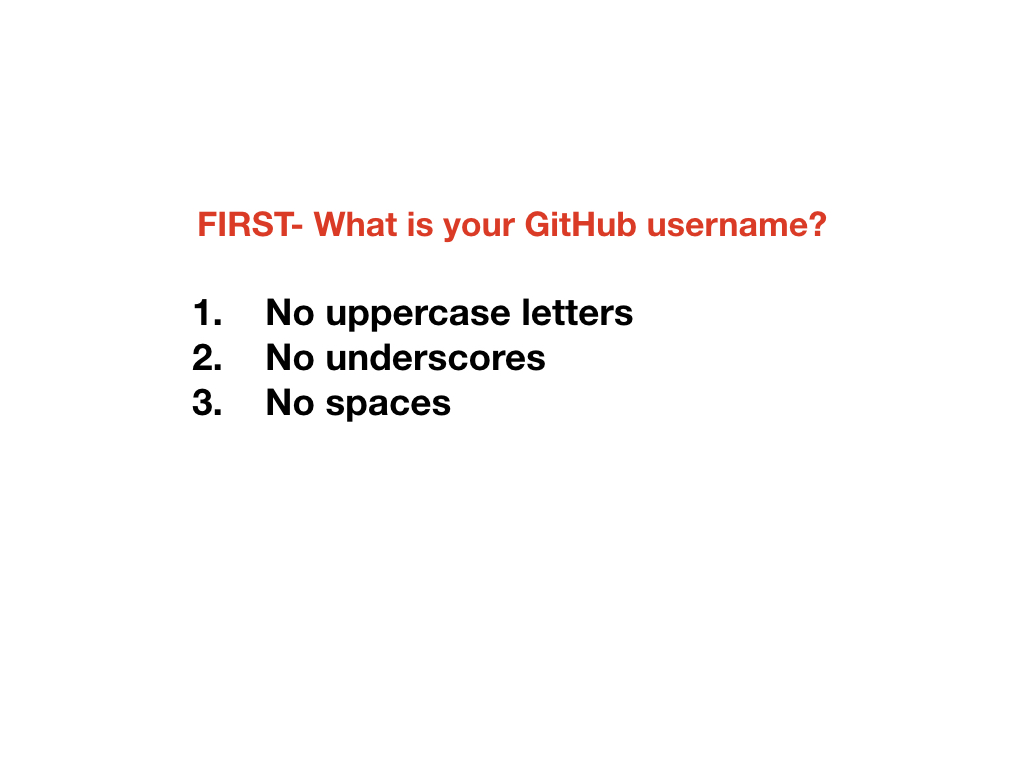 FIRST- What is your GitHub username?
1. No uppercase letters
2. No underscores
3. No spaces